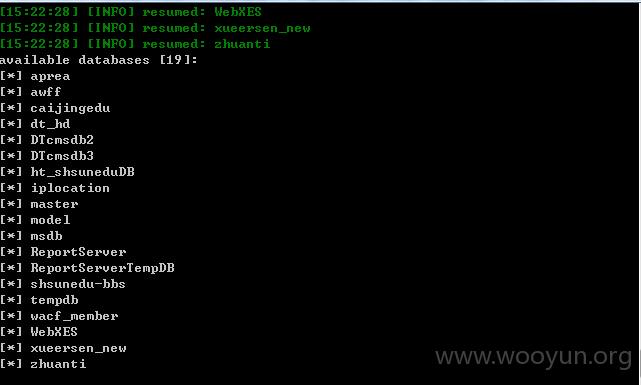 [15:22:28] [INFO] resumed: WebXES
[15:22:28] [INFO] resumed: xueersen_new
[15:22:28] [INFO] resumed: zhuanti
available databases [19]:
[*] aprea
[*] awff
[*] caijingedu
[*] dt_hd
[*] DTcmsdb2
[*] DTcmsdb3
[*] ht_shsuneduDB
[*] iplocation
[*] master
[*] model
[*] msdb
[*] ReportServer
[*] ReportServerTempDB
[*] shsunedu-bbs
[*] tempdb
[*] wacf_member
[*] WebXES
[*] xueersen_new
[*] zhuanti
www.wooyun.org